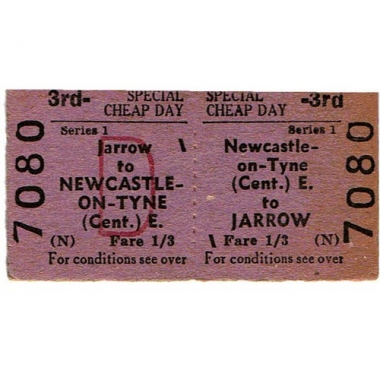 3rd- SPECIAL CHEAP DAY
Series 1
Jarrow
to
NEWCASTLE-
ON-TYNE
(Cent.) E.
(N) Fare 1/3
For conditions see over
7080
D
SPECIAL -3rd
CHEAP DAY
Series 1
Newcastle-
on-Tyne
(Cent.) E.
to
JARROW
Fare 1/3 (N)
For conditions see over
7080